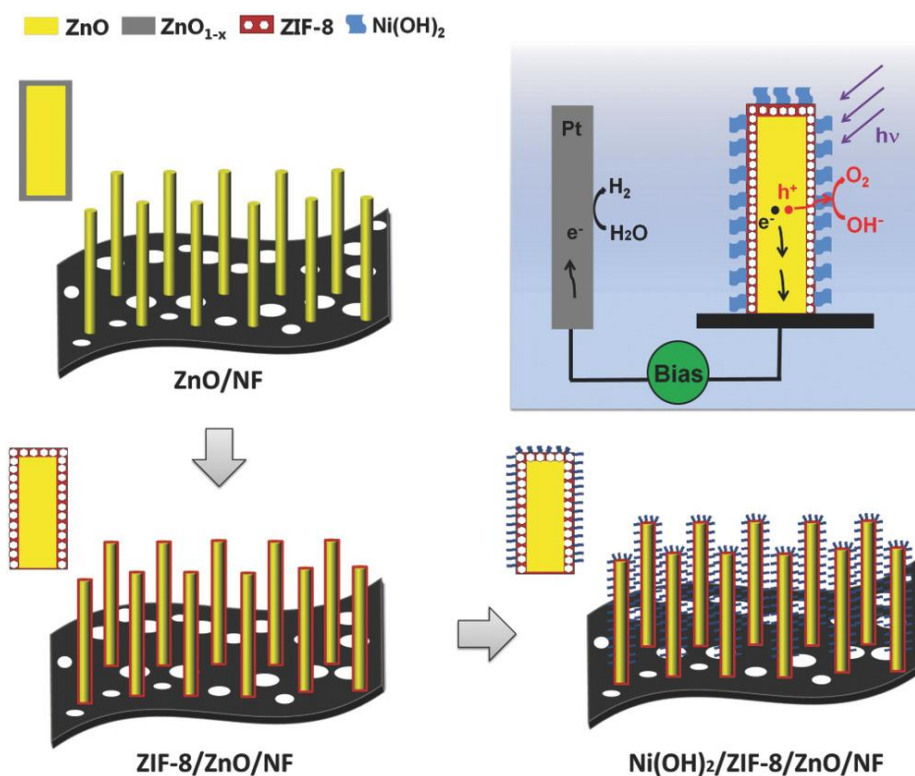 ZnO ZnO₁₋ₓ ZIF-8 Ni(OH)₂
Pt
hν
H₂
H₂O
e⁻
h⁺
e⁻
O₂
OH⁻
Bias
ZnO/NF
ZIF-8/ZnO/NF
Ni(OH)₂/ZIF-8/ZnO/NF